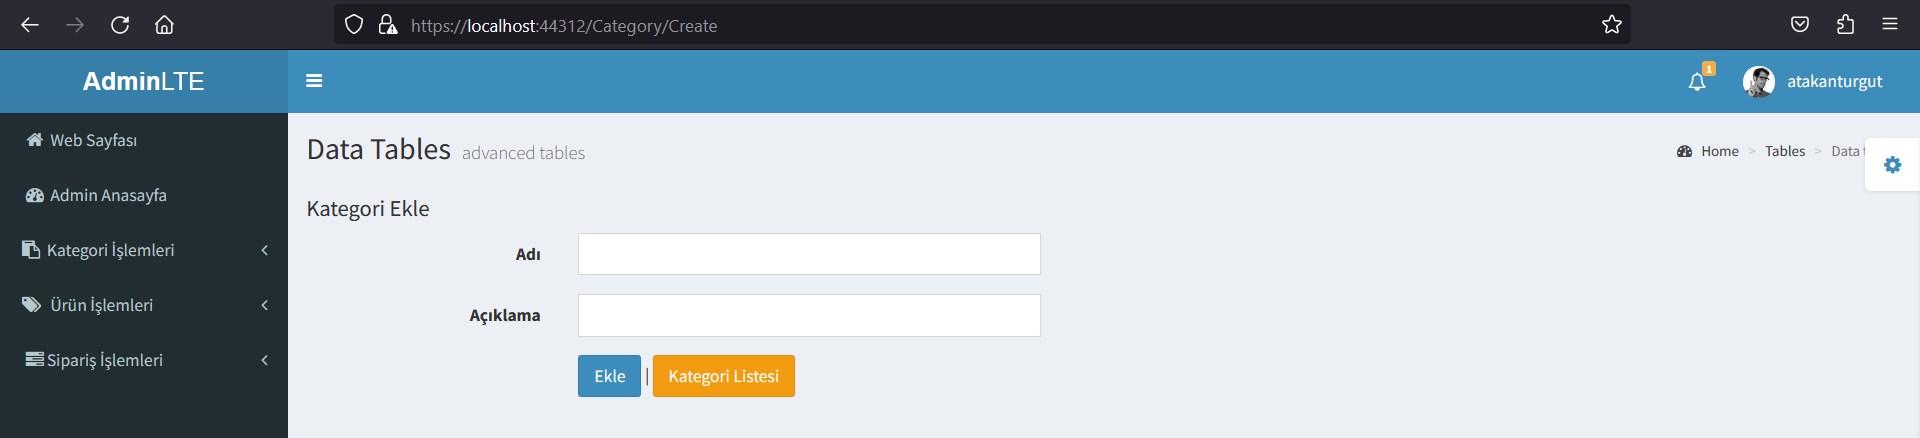 https://localhost:44312/Category/Create
AdminLTE
1
atakanturgut
Web Sayfası
Admin Anasayfa
Kategori İşlemleri
Ürün İşlemleri
Sipariş İşlemleri
Data Tables advanced tables
Home > Tables > Data
Kategori Ekle
Adı
Açıklama
Ekle | Kategori Listesi